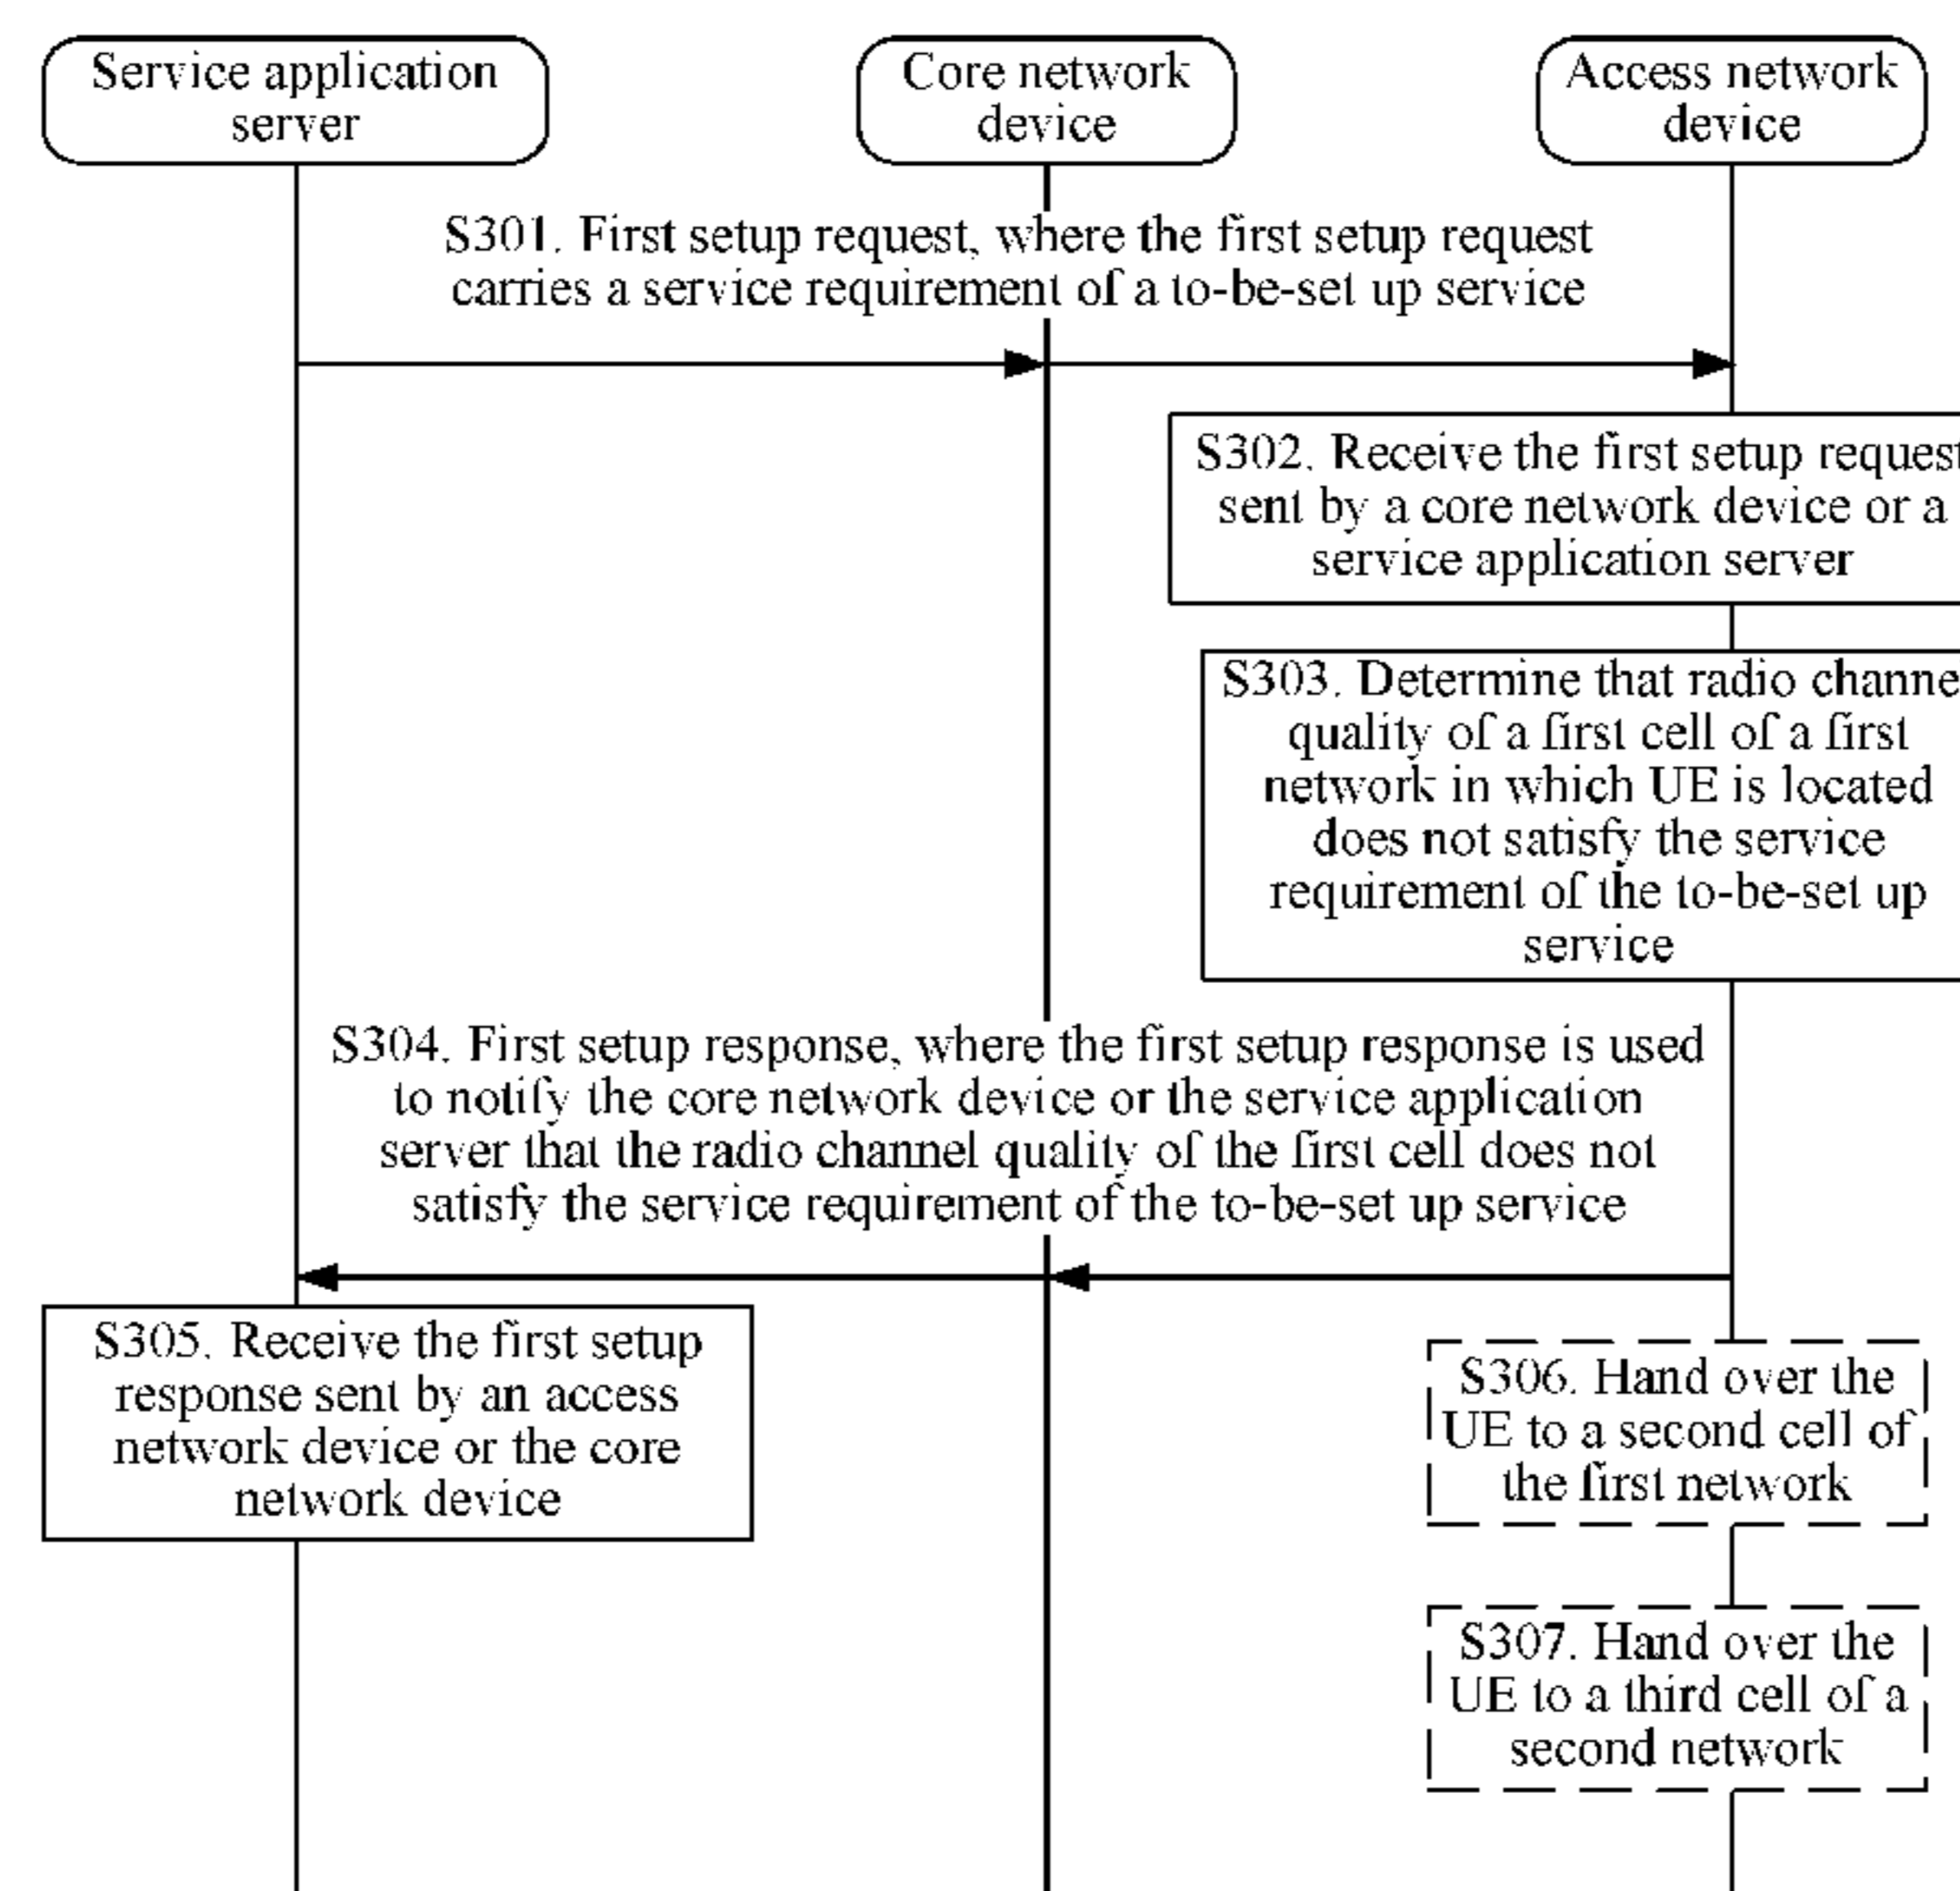 Service application
server
Core network
device
Access network
device
S301. First setup request, where the first setup request
carries a service requirement of a to-be-set up service
S302. Receive the first setup request
sent by a core network device or a
service application server
S303. Determine that radio channe
quality of a first cell of a first
network in which UE is located
does not satisfy the service
requirement of the to-be-set up
service
S304. First setup response, where the first setup response is used
to notify the core network device or the service application
server that the radio channel quality of the first cell does not
satisfy the service requirement of the to-be-set up service
S305. Receive the first setup
response sent by an access
network device or the core
network device
S306. Hand over the
UE to a second cell of
the first network
S307. Hand over the
UE to a third cell of a
second network